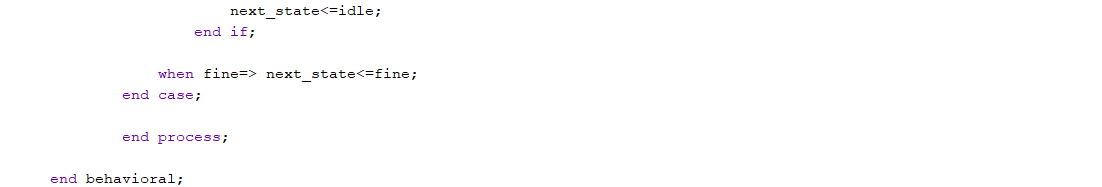 next_state<=idle;
end if;
when fine=> next_state<=fine;
end case;
end process;
end behavioral;